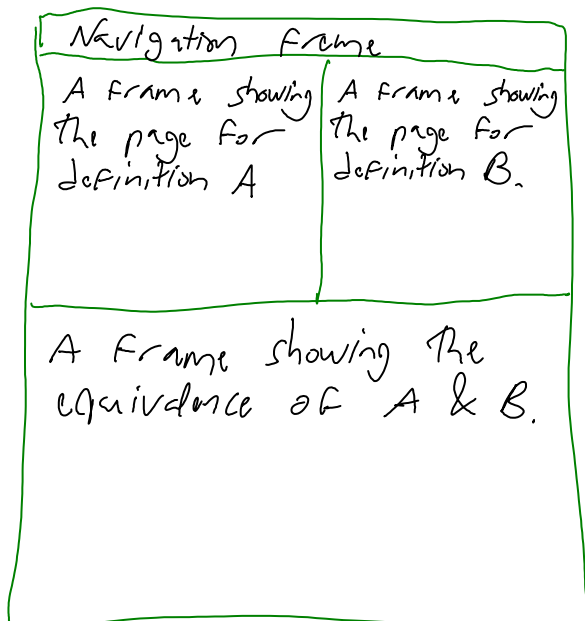 Navigation Frame
A Frame showing
the page for
definition A
A Frame showing
the page for
definition B.
A Frame showing the
equivalence of A & B.